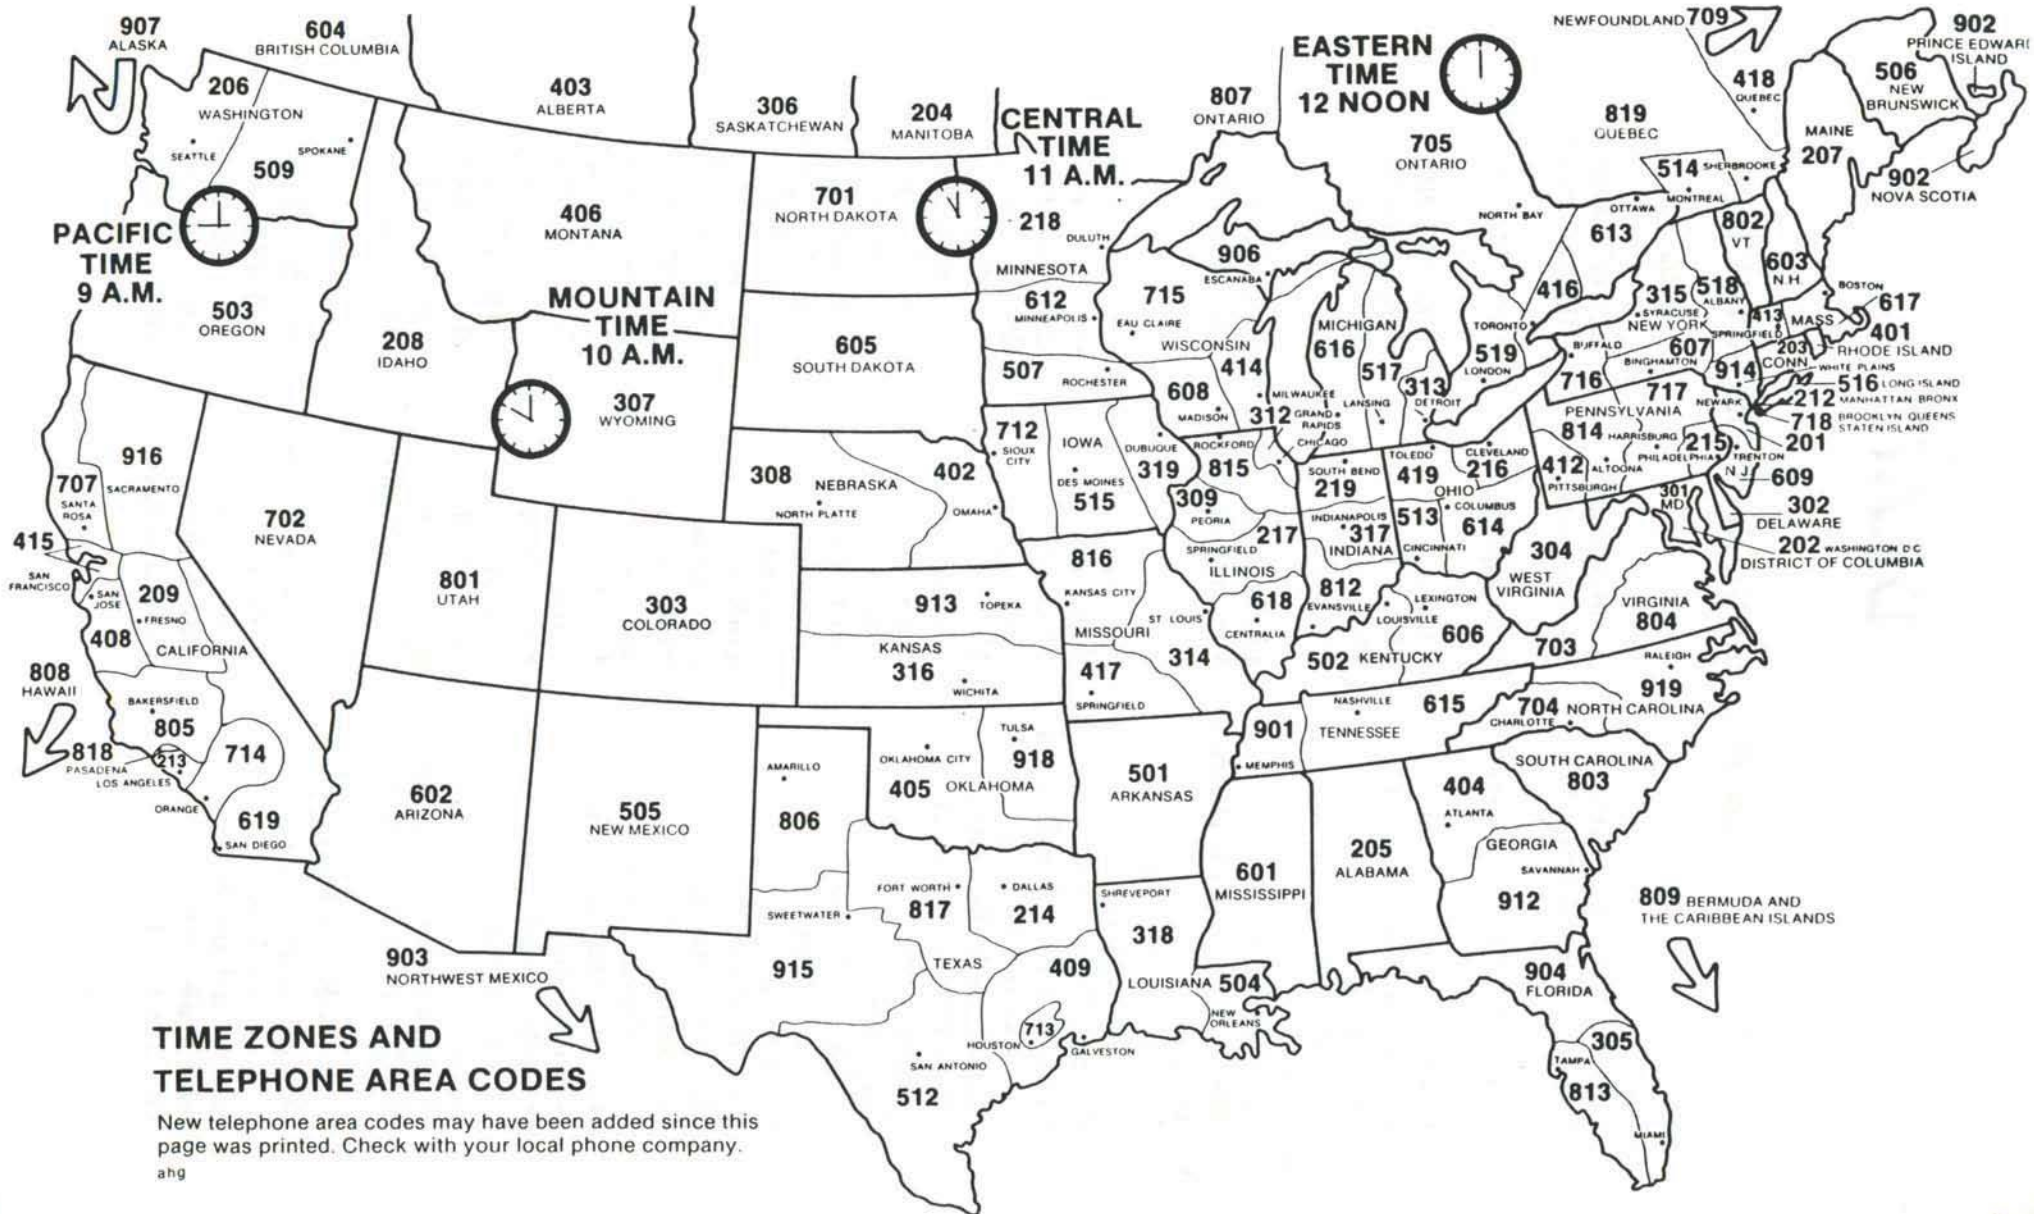 907
ALASKA
604
BRITISH COLUMBIA
403
ALBERTA
306
SASKATCHEWAN
204
MANITOBA
CENTRAL
TIME
11 A.M.
807
ONTARIO
EASTERN
TIME
12 NOON
705
ONTARIO
819
QUEBEC
NEWFOUNDLAND 709
418
QUEBEC
902
PRINCE EDWARD
ISLAND
506
NEW
BRUNSWICK
MAINE
207
902
NOVA SCOTIA
514 SHERBROOKE
MONTREAL
OTTAWA
NORTH BAY
613
416
TORONTO
519
LONDON
206
WASHINGTON
SEATTLE
SPOKANE
509
PACIFIC
TIME
9 A.M.
503
OREGON
208
IDAHO
406
MONTANA
MOUNTAIN
TIME
10 A.M.
307
WYOMING
701
NORTH DAKOTA
605
SOUTH DAKOTA
218
DULUTH
MINNESOTA
612
MINNEAPOLIS
507
ROCHESTER
906
ESCANABA
715
EAU CLAIRE
WISCONSIN
414
608
MADISON
MILWAUKEE
MICHIGAN
616
517
313
GRAND
RAPIDS
LANSING
DETROIT
802
VT
603
N.H.
BOSTON
617
MASS
413
SPRINGFIELD
401
RHODE ISLAND
203
CONN
315
SYRACUSE
518
ALBANY
NEW YORK
BUFFALO
607
BINGHAMTON
716
914
WHITE PLAINS
516 LONG ISLAND
212 MANHATTAN BRONX
718 BROOKLYN QUEENS
STATEN ISLAND
717
PENNSYLVANIA
814
HARRISBURG
412
ALTOONA
PITTSBURGH
215
PHILADELPHIA
NEWARK
201
TRENTON
N J
609
301
MD
302
DELAWARE
202 WASHINGTON D C
DISTRICT OF COLUMBIA
916
SACRAMENTO
707
SANTA
ROSA
415
SAN
FRANCISCO
SAN
JOSE
209
FRESNO
408
CALIFORNIA
808
HAWAII
BAKERSFIELD
805
818
PASADENA
213
LOS ANGELES
714
ORANGE
619
SAN DIEGO
702
NEVADA
801
UTAH
303
COLORADO
602
ARIZONA
505
NEW MEXICO
308
NEBRASKA
402
NORTH PLATTE
OMAHA
913
TOPEKA
KANSAS
316
WICHITA
712
SIOUX
CITY
IOWA
DES MOINES
515
DUBUQUE
319
816
KANSAS CITY
MISSOURI
ST LOUIS
314
417
SPRINGFIELD
312
CHICAGO
ROCKFORD
815
309
PEORIA
217
SPRINGFIELD
ILLINOIS
618
CENTRALIA
SOUTH BEND
219
INDIANAPOLIS
317
INDIANA
812
EVANSVILLE
TOLEDO
419
CLEVELAND
216
OHIO
COLUMBUS
513
614
CINCINNATI
304
WEST
VIRGINIA
VIRGINIA
804
703
LEXINGTON
LOUISVILLE
606
502 KENTUCKY
NASHVILLE
615
TENNESSEE
901
MEMPHIS
RALEIGH
919
704
NORTH CAROLINA
CHARLOTTE
SOUTH CAROLINA
803
404
ATLANTA
GEORGIA
SAVANNAH
912
205
ALABAMA
601
MISSISSIPPI
501
ARKANSAS
TULSA
918
OKLAHOMA CITY
405
OKLAHOMA
AMARILLO
806
FORT WORTH
817
DALLAS
214
SWEETWATER
915
TEXAS
409
713
HOUSTON
GALVESTON
SAN ANTONIO
512
SHREVEPORT
318
LOUISIANA
504
NEW
ORLEANS
904
FLORIDA
305
TAMPA
813
MIAMI
809 BERMUDA AND
THE CARIBBEAN ISLANDS
903
NORTHWEST MEXICO
TIME ZONES AND
TELEPHONE AREA CODES
New telephone area codes may have been added since this
page was printed. Check with your local phone company.
ahg